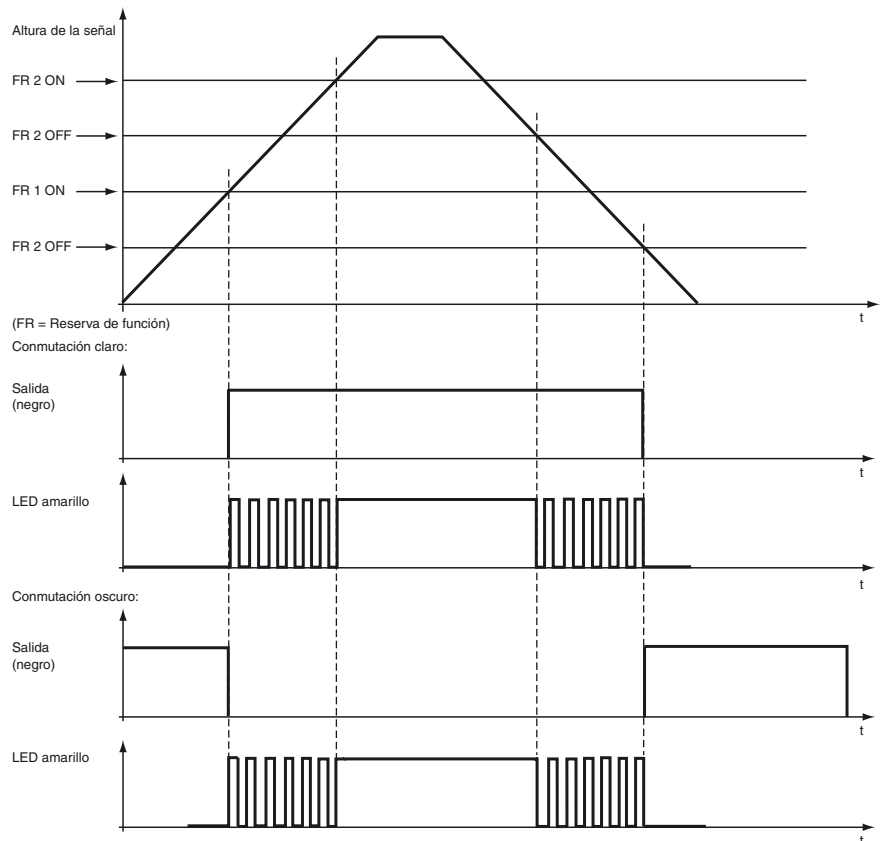 Altura de la señal
FR 2 ON
FR 2 OFF
FR 1 ON
FR 2 OFF
t
(FR = Reserva de función)
Conmutación claro:
Salida
(negro)
t
LED amarillo
t
Conmutación oscuro:
Salida
(negro)
t
LED amarillo
t